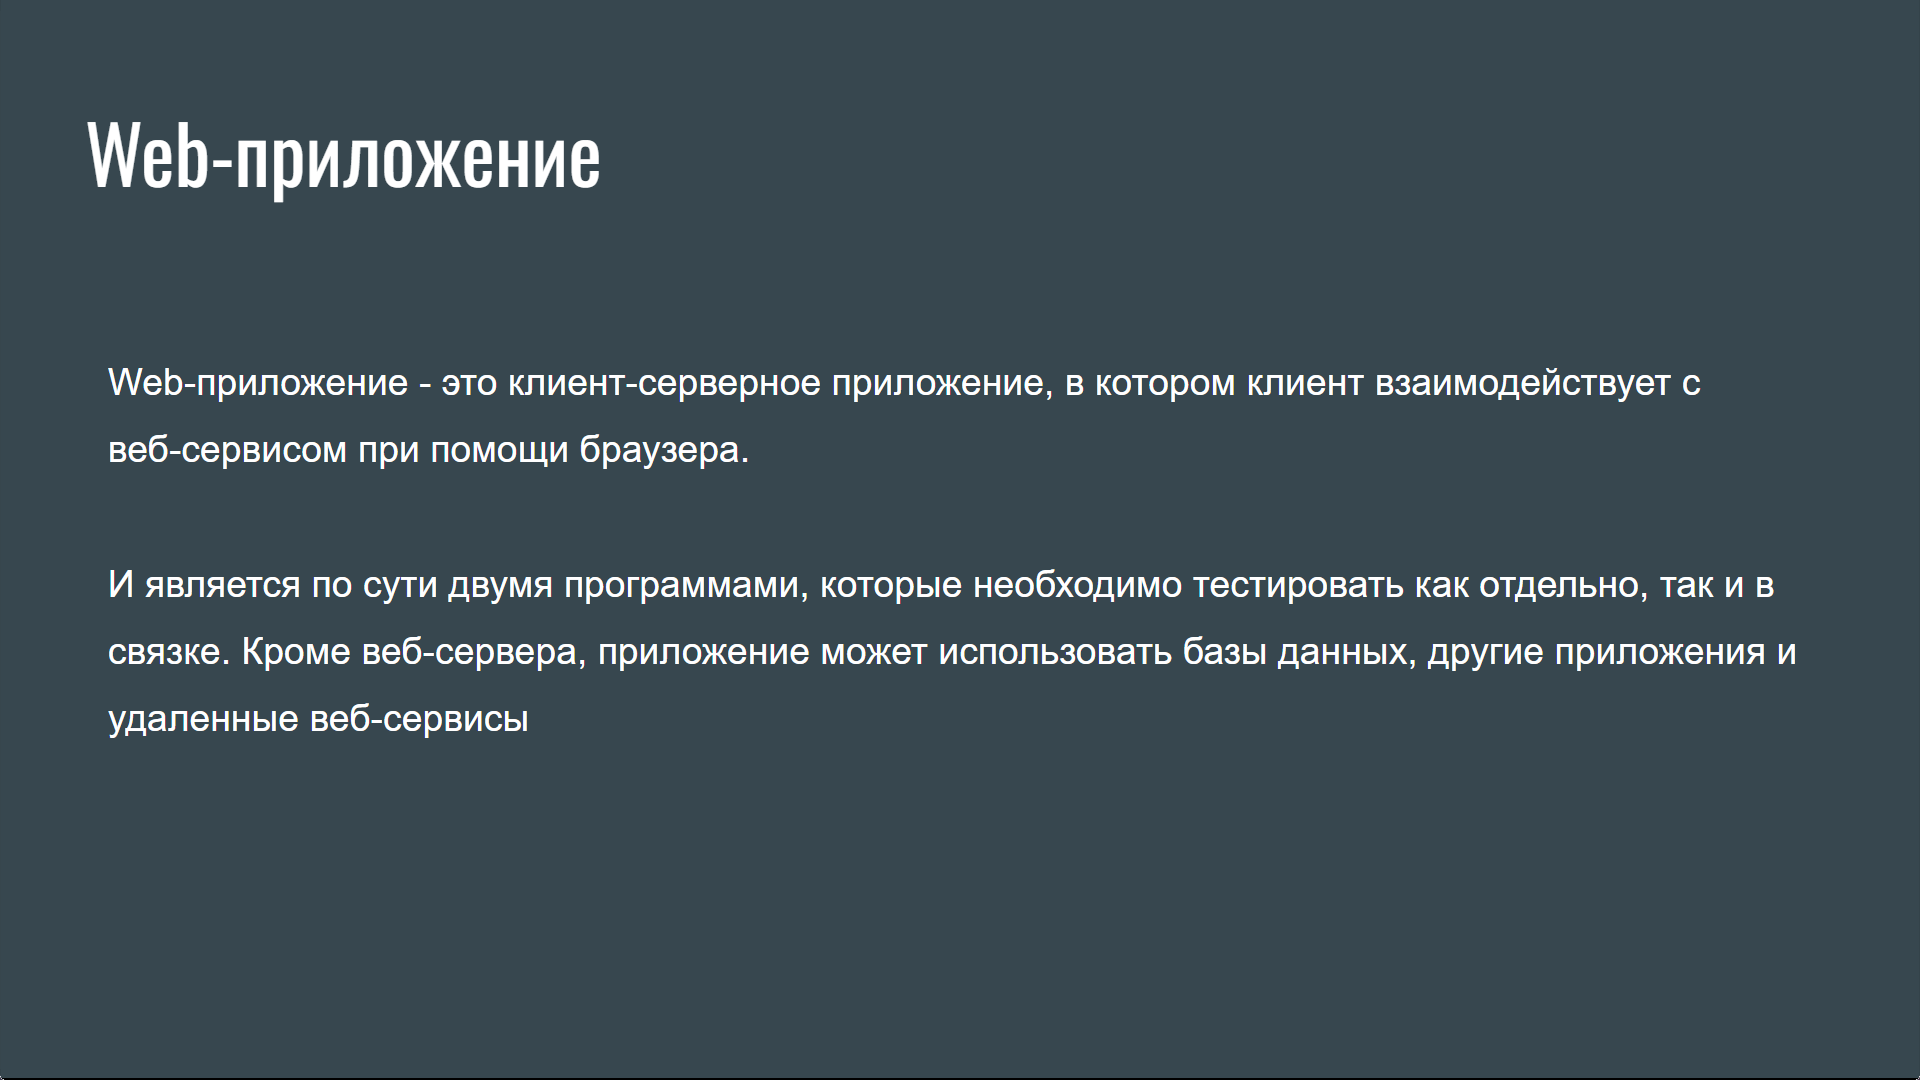 Web-приложение
Web-приложение - это клиент-серверное приложение, в котором клиент взаимодействует с
веб-сервисом при помощи браузера.
И является по сути двумя программами, которые необходимо тестировать как отдельно, так и в
связке. Кроме веб-сервера, приложение может использовать базы данных, другие приложения и
удаленные веб-сервисы